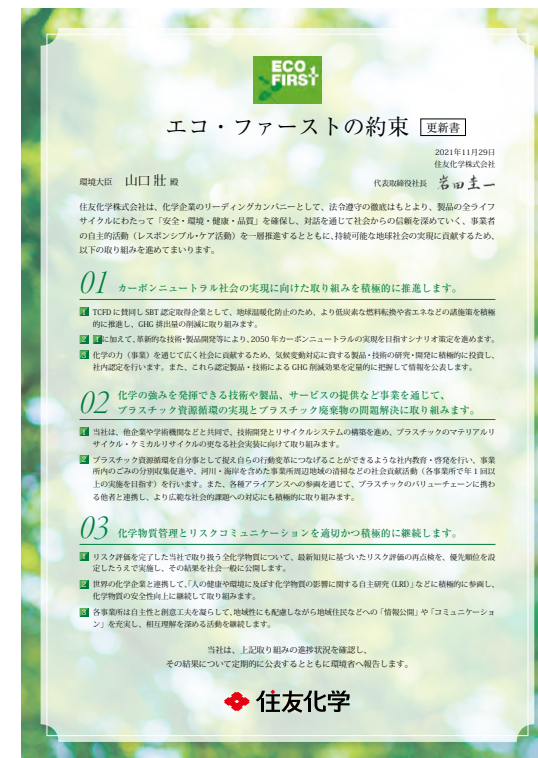 ECO
FIRST
エコ・ファーストの約束 更新書
2021年11月29日
住友化学株式会社
環境大臣 山口 壯 殿
代表取締役社長 岩田圭一
住友化学株式会社は、化学企業のリーディングカンパニーとして、法令遵守の徹底はもとより、製品の全ライフ
サイクルにわたって「安全・環境・健康・品質」を確保し、対話を通じて社会からの信頼を深めていく、事業者
の自主的活動（レスポンシブル・ケア活動）を一層推進するとともに、持続可能な地球社会の実現に貢献するため、
以下の取り組みを進めてまいります。
01 カーボンニュートラル社会の実現に向けた取り組みを積極的に推進します。
1 TCFDに賛同しSBT認定取得企業として、地球温暖化防止のため、より低炭素な燃料転換や省エネなどの諸施策を積極
的に推進し、GHG排出量の削減に取り組みます。
2 1に加えて、革新的な技術・製品開発等により、2050年カーボンニュートラルの実現を目指すシナリオ策定を進めます。
3 化学の力（事業）を通じて広く社会に貢献するため、気候変動対応に資する製品・技術の研究・開発に積極的に投資し、
社内認定を行います。また、これら認定製品・技術によるGHG削減効果を定量的に把握して情報を公表します。
02 化学の強みを発揮できる技術や製品、サービスの提供など事業を通じて、
プラスチック資源循環の実現とプラスチック廃棄物の問題解決に取り組みます。
1 当社は、他企業や学術機関などと共同で、技術開発とリサイクルシステムの構築を進め、プラスチックのマテリアルリ
サイクル・ケミカルリサイクルの更なる社会実装に向けて取り組みます。
2 プラスチック資源循環を自分事として捉え自らの行動変革につなげることができるような社内教育・啓発を行い、事業
所内のごみの分別収集促進や、河川・海岸を含めた事業所周辺地域の清掃などの社会貢献活動（各事業所で年1回以
上の実施を目指す）を行います。また、各種アライアンスへの参画を通じて、プラスチックのバリューチェーンに携わ
る他者と連携し、より広範な社会的課題への対応にも積極的に取り組みます。
03 化学物質管理とリスクコミュニケーションを適切かつ積極的に継続します。
1 リスク評価を完了した当社で取り扱う全化学物質について、最新知見に基づいたリスク評価の再点検を、優先順位を設
定したうえで実施し、その結果を社会一般に公開します。
2 世界の化学企業と連携して、「人の健康や環境に及ぼす化学物質の影響に関する自主研究（LRI）」などに積極的に参画し、
化学物質の安全性向上に継続して取り組みます。
3 各事業所は自主性と創意工夫を凝らして、地域性にも配慮しながら地域住民などへの「情報公開」や「コミュニケーショ
ン」を充実し、相互理解を深める活動を継続します。
当社は、上記取り組みの進捗状況を確認し、
その結果について定期的に公表するとともに環境省へ報告します。
住友化学